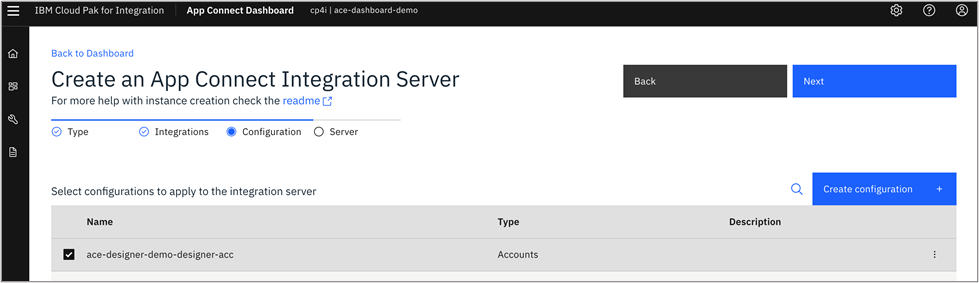 IBM Cloud Pak for Integration App Connect Dashboard cp4i | ace-dashboard-demo
Back to Dashboard
Create an App Connect Integration Server
For more help with instance creation check the readme
Back Next
Type Integrations Configuration Server
Select configurations to apply to the integration server
Create configuration +
Name Type Description
ace-designer-demo-designer-acc Accounts